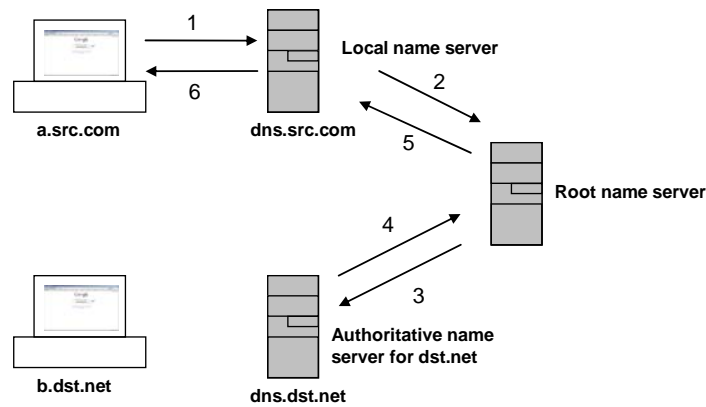 1
Local name server
2
6
a.src.com
dns.src.com
5
Root name server
4
3
Authoritative name
server for dst.net
b.dst.net
dns.dst.net